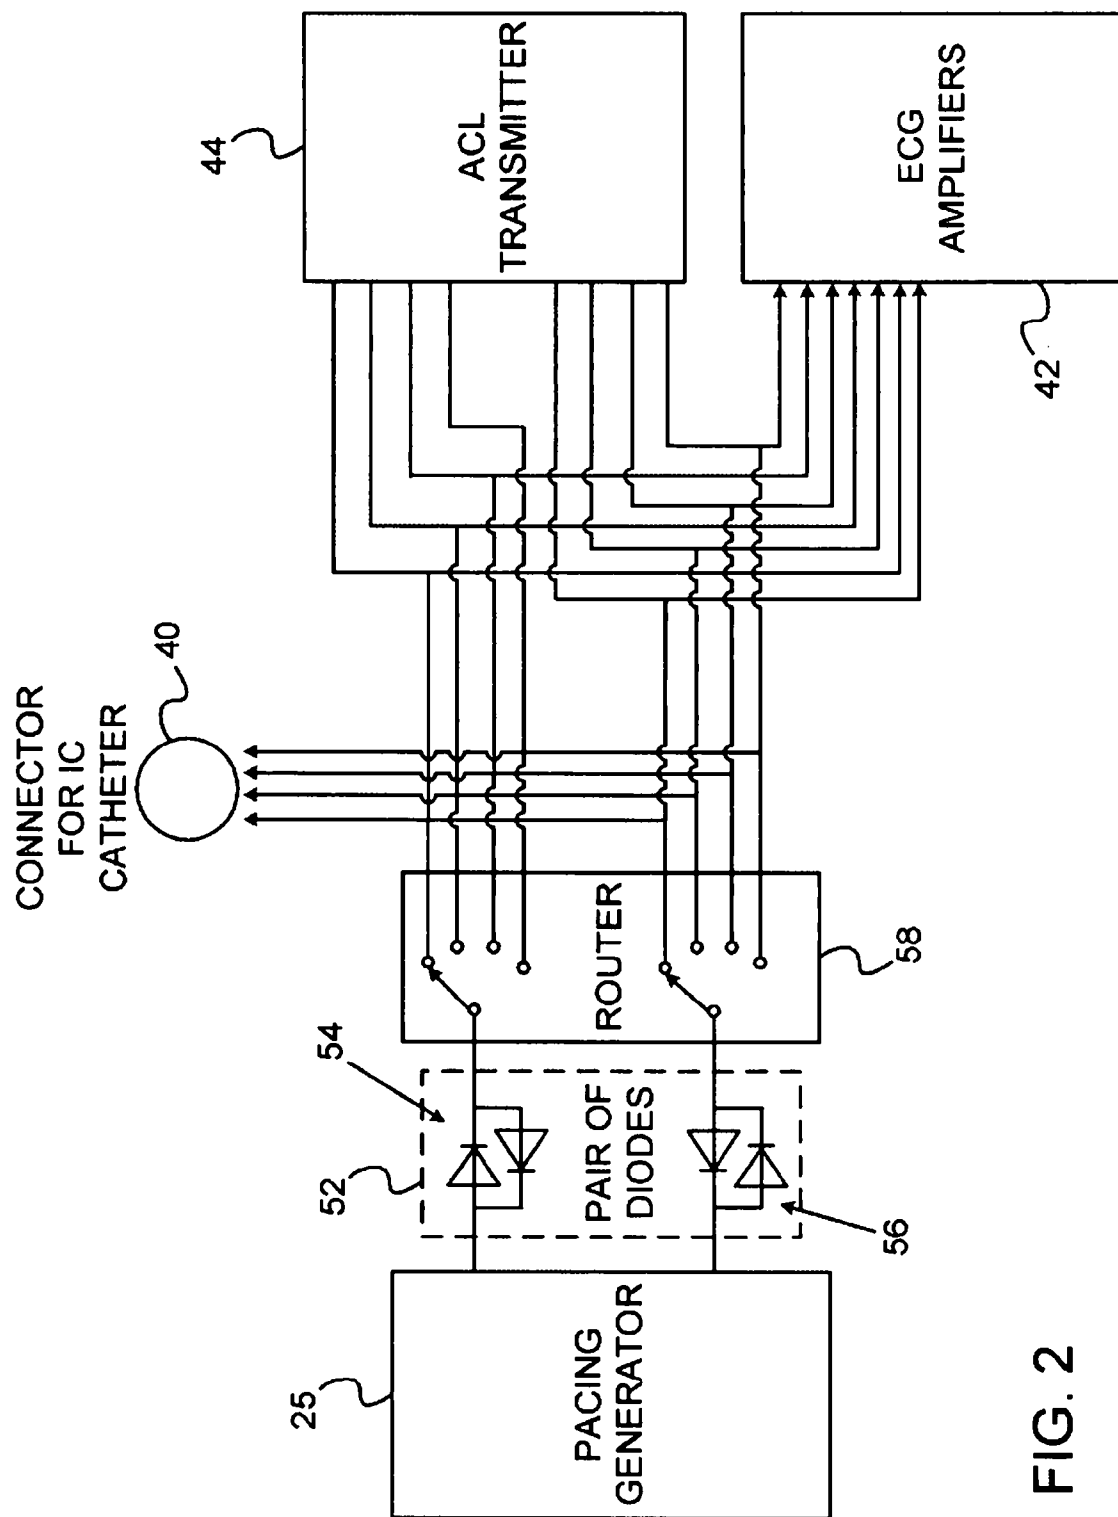 CONNECTOR
FOR IC
CATHETER
40
44
ACL
TRANSMITTER
ECG
AMPLIFIERS
42
ROUTER
58
54
52
PAIR OF
DIODES
56
25
PACING
GENERATOR
FIG. 2